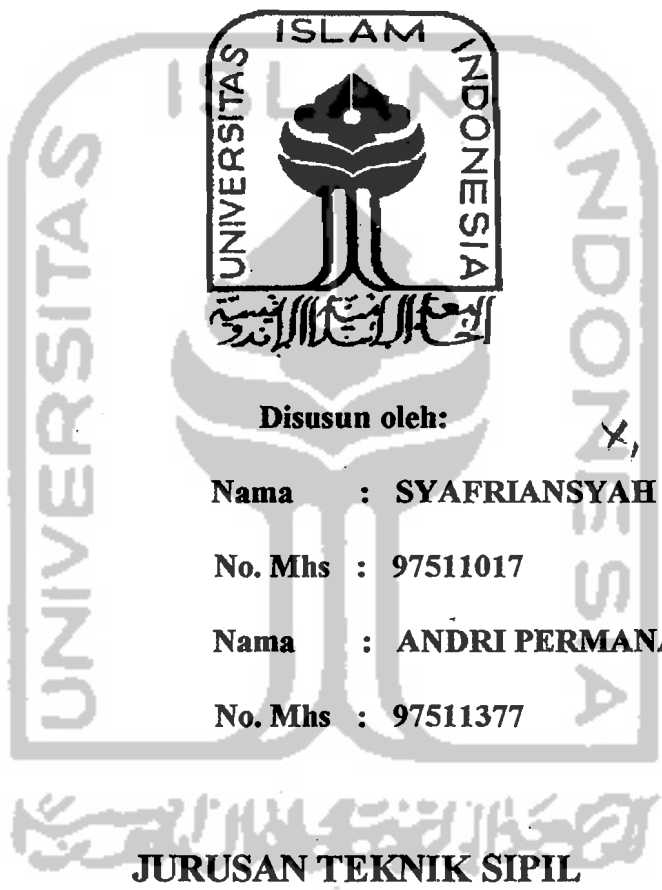 ISLAM
UNIVERSITAS
INDONESIA
Disusun oleh:
Nama : SYAFRIANSYAH
No. Mhs : 97511017
Nama : ANDRI PERMANA
No. Mhs : 97511377
JURUSAN TEKNIK SIPIL